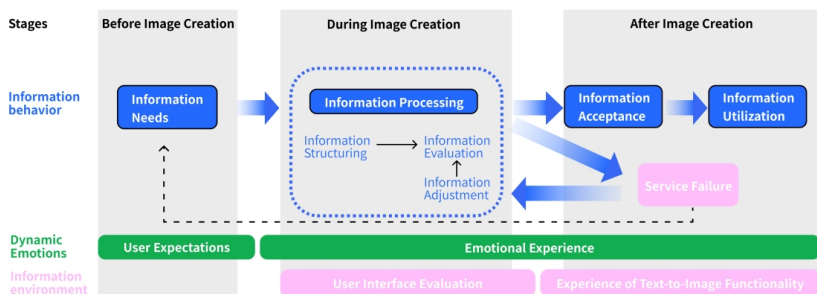 Stages
Before Image Creation
During Image Creation
After Image Creation
Information
behavior
Information
Needs
Information Processing
Information
Structuring
Information
Evaluation
Information
Adjustment
Information
Acceptance
Information
Utilization
Service Failure
Dynamic
Emotions
User Expectations
Emotional Experience
Information
environment
User Interface Evaluation
Experience of Text-to-Image Functionality